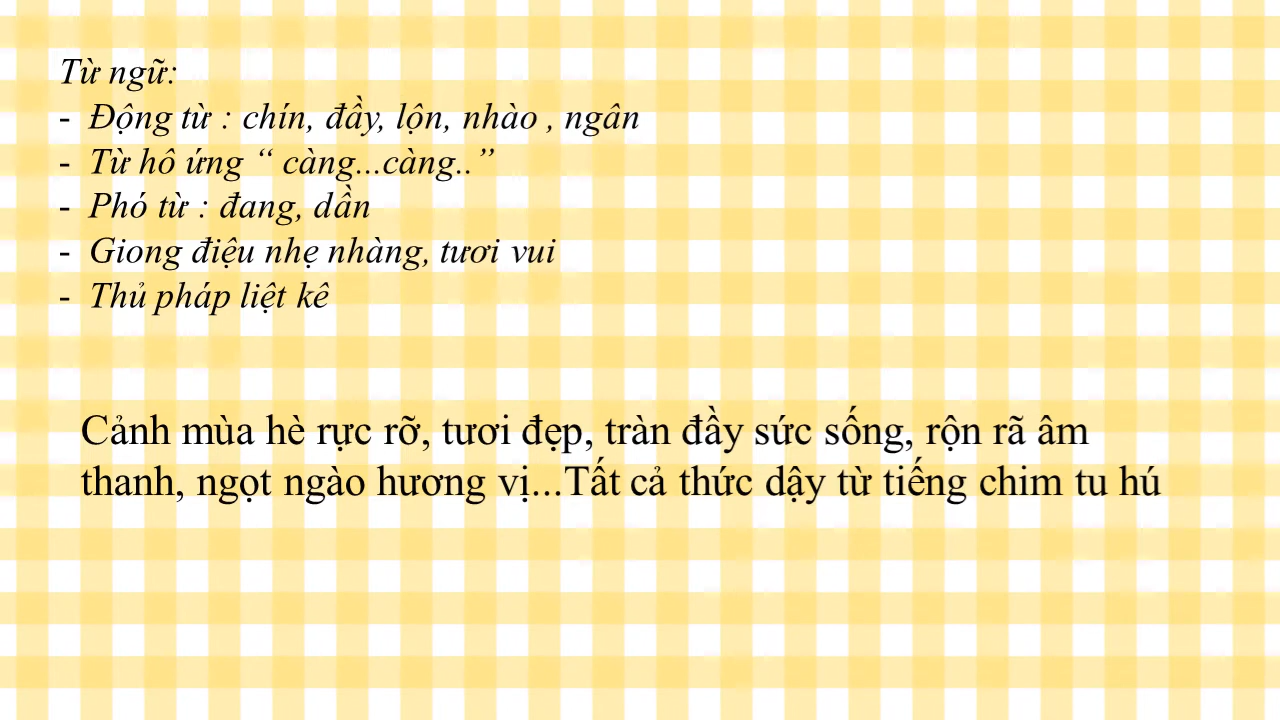 Từ ngữ:
- Động từ : chín, đầy, lộn, nhào , ngân
- Từ hô ứng “ càng...càng..”
- Phó từ : đang, dần
- Giong điệu nhẹ nhàng, tươi vui
- Thủ pháp liệt kê
Cảnh mùa hè rực rỡ, tươi đẹp, tràn đầy sức sống, rộn rã âm
thanh, ngọt ngào hương vị...Tất cả thức dậy từ tiếng chim tu hú